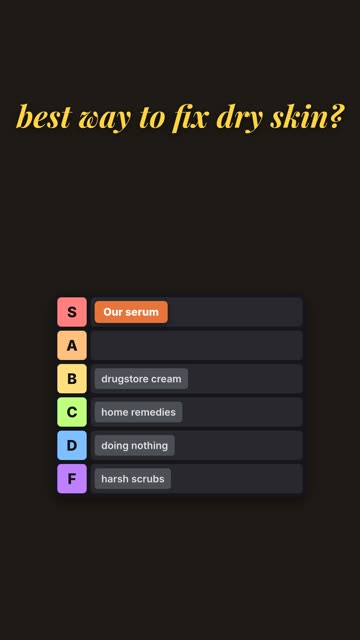 best way to fix dry skin?
S Our serum
A
B drugstore cream
C home remedies
D doing nothing
F harsh scrubs